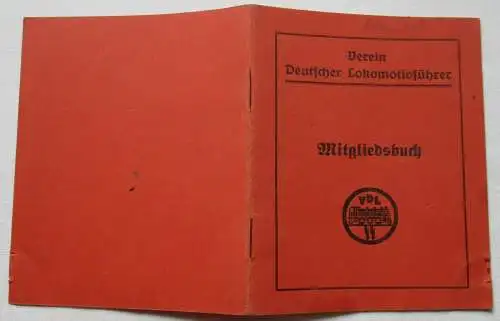 Verein
Deutscher Lokomotivführer
Mitgliedsbuch
VDL